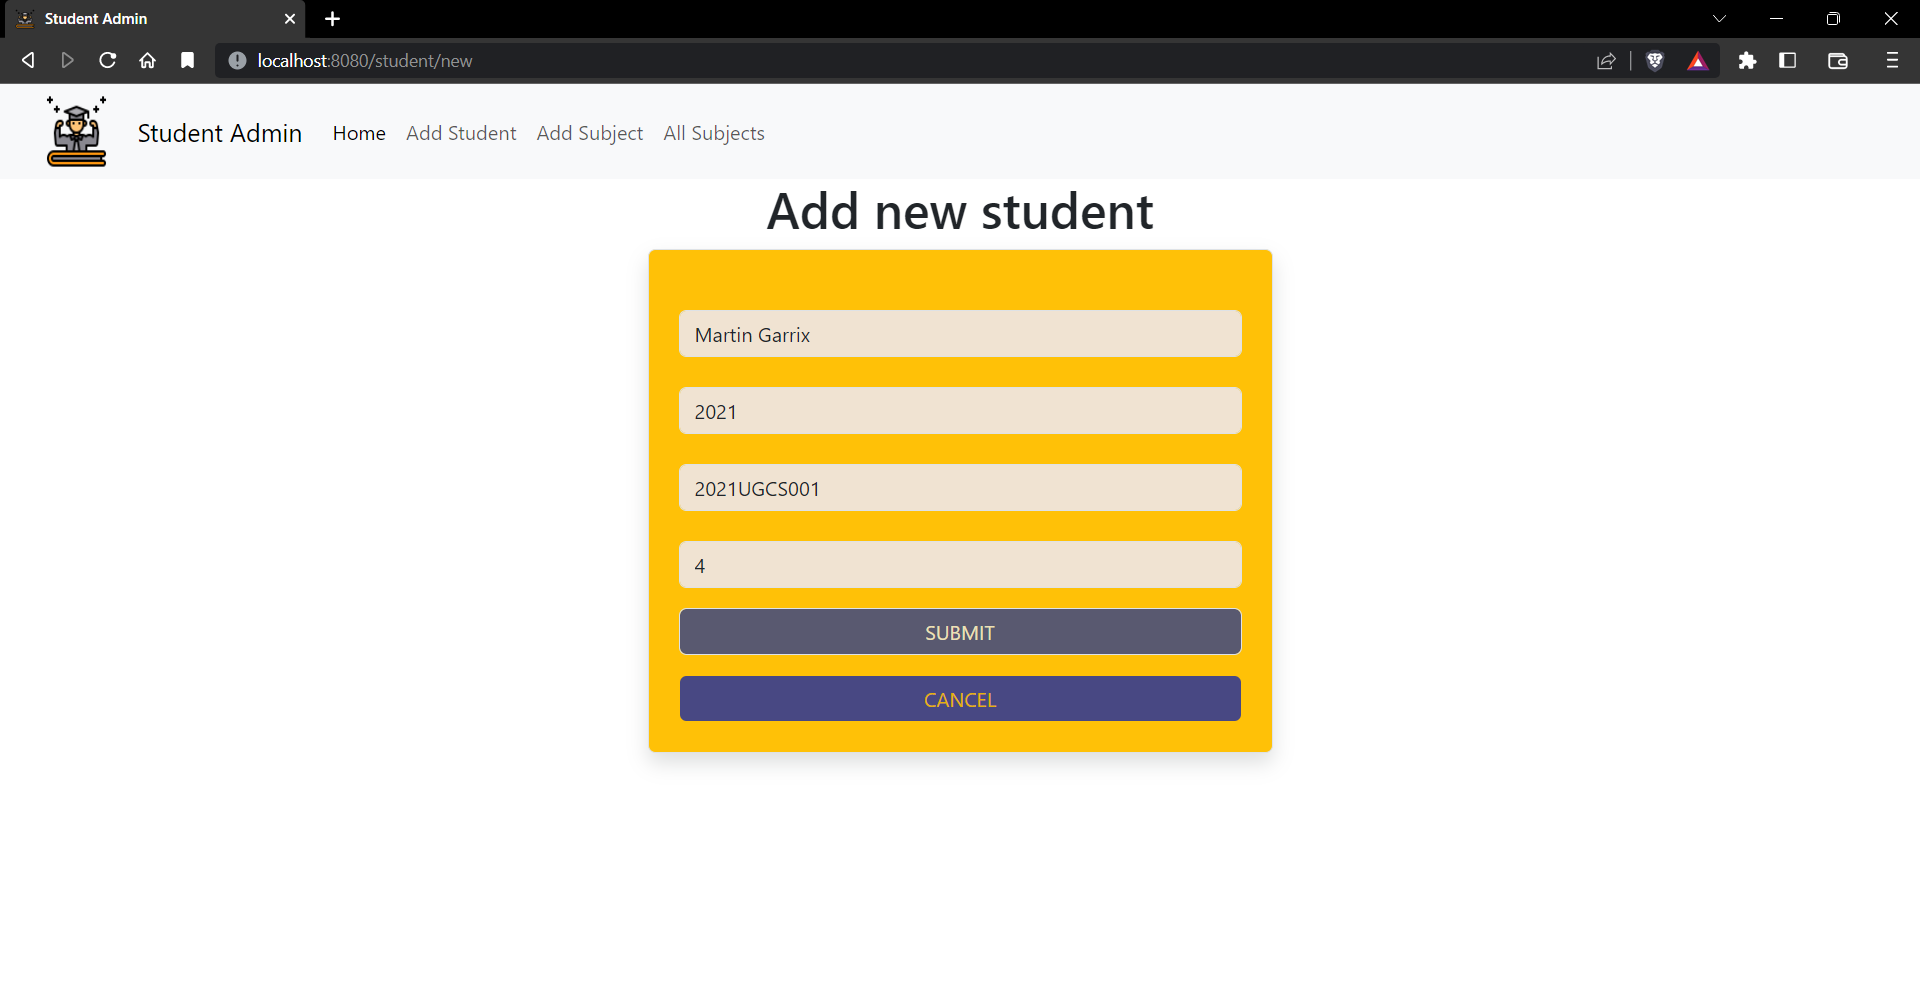 Student Admin
localhost:8080/student/new
Student Admin Home Add Student Add Subject All Subjects
Add new student
Martin Garrix
2021
2021UGCS001
4
SUBMIT
CANCEL